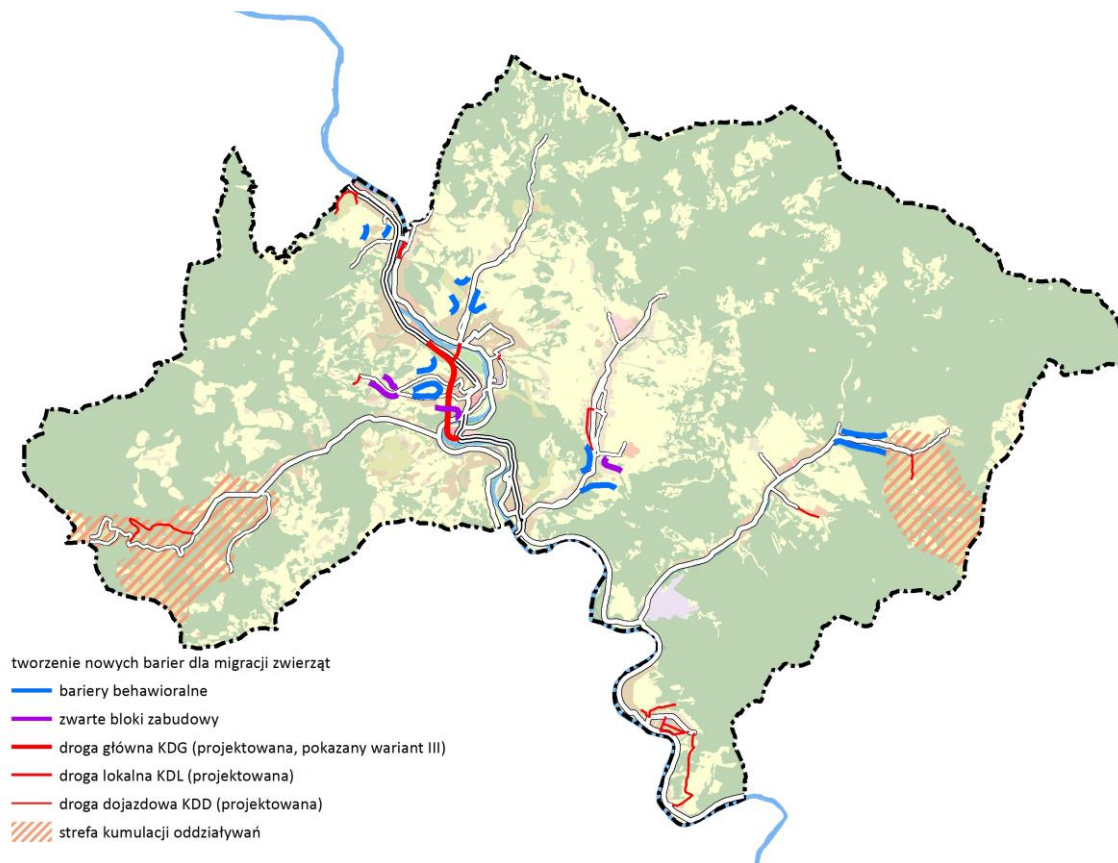 tworzenie nowych barier dla migracji zwierząt
bariery behawioralne
zwarte bloki zabudowy
droga główna KDG (projektowana, pokazany wariant III)
droga lokalna KDL (projektowana)
droga dojazdowa KDD (projektowana)
strefa kumulacji oddziaływań